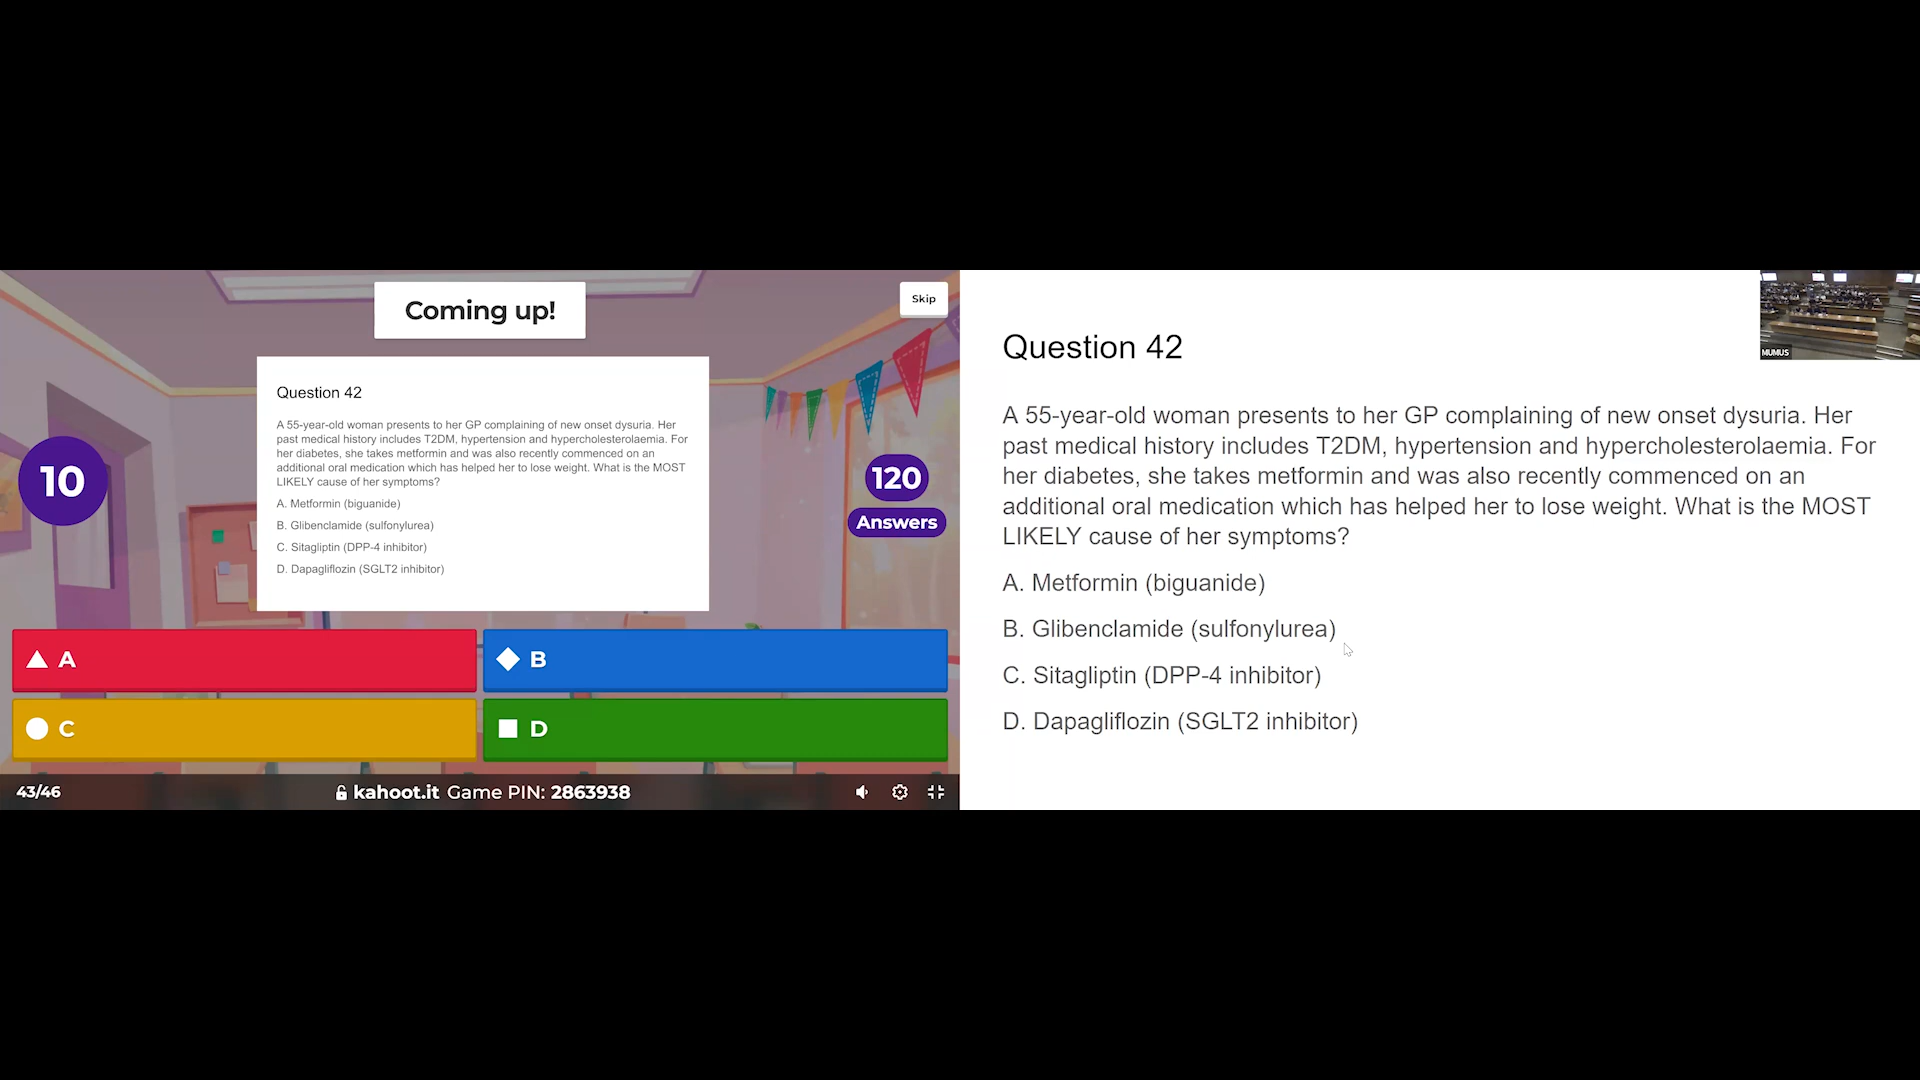 Coming up!
Skip
Question 42
A 55-year-old woman presents to her GP complaining of new onset dysuria. Her
past medical history includes T2DM, hypertension and hypercholesterolaemia. For
her diabetes, she takes metformin and was also recently commenced on an
additional oral medication which has helped her to lose weight. What is the MOST
LIKELY cause of her symptoms?
A. Metformin (biguanide)
B. Glibenclamide (sulfonylurea)
C. Sitagliptin (DPP-4 inhibitor)
D. Dapagliflozin (SGLT2 inhibitor)
10
120
Answers
A
B
C
D
43/46
kahoot.it Game PIN: 2863938
Question 42
A 55-year-old woman presents to her GP complaining of new onset dysuria. Her
past medical history includes T2DM, hypertension and hypercholesterolaemia. For
her diabetes, she takes metformin and was also recently commenced on an
additional oral medication which has helped her to lose weight. What is the MOST
LIKELY cause of her symptoms?
A. Metformin (biguanide)
B. Glibenclamide (sulfonylurea)
C. Sitagliptin (DPP-4 inhibitor)
D. Dapagliflozin (SGLT2 inhibitor)
MUMUS